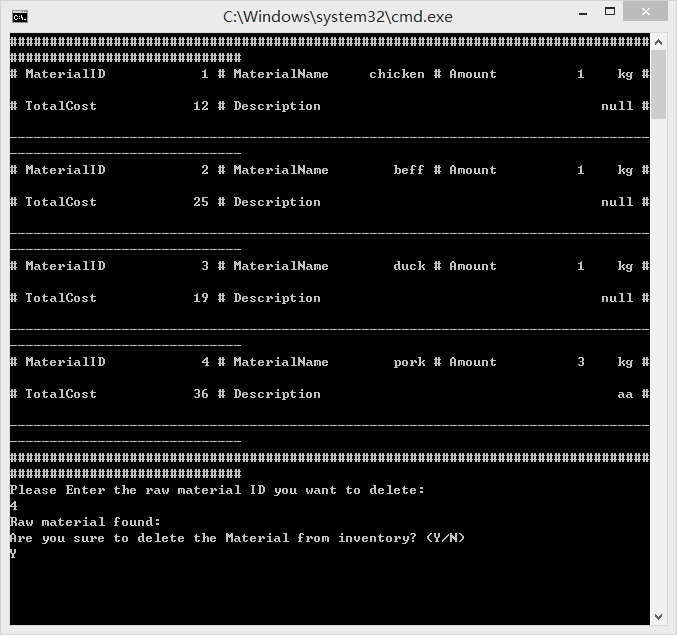 C:\Windows\system32\cmd.exe
################################################################################
#############################
# MaterialID            1 # MaterialName     chicken # Amount          1    kg #
# TotalCost            12 # Description                                   null #
--------------------------------------------------------------------------------
-----------------------------
# MaterialID            2 # MaterialName        beff # Amount          1    kg #
# TotalCost            25 # Description                                   null #
--------------------------------------------------------------------------------
-----------------------------
# MaterialID            3 # MaterialName        duck # Amount          1    kg #
# TotalCost            19 # Description                                   null #
--------------------------------------------------------------------------------
-----------------------------
# MaterialID            4 # MaterialName        pork # Amount          3    kg #
# TotalCost            36 # Description                                     aa #
--------------------------------------------------------------------------------
-----------------------------
################################################################################
#############################
Please Enter the raw material ID you want to delete:
4
Raw material found:
Are you sure to delete the Material from inventory? (Y/N)
Y